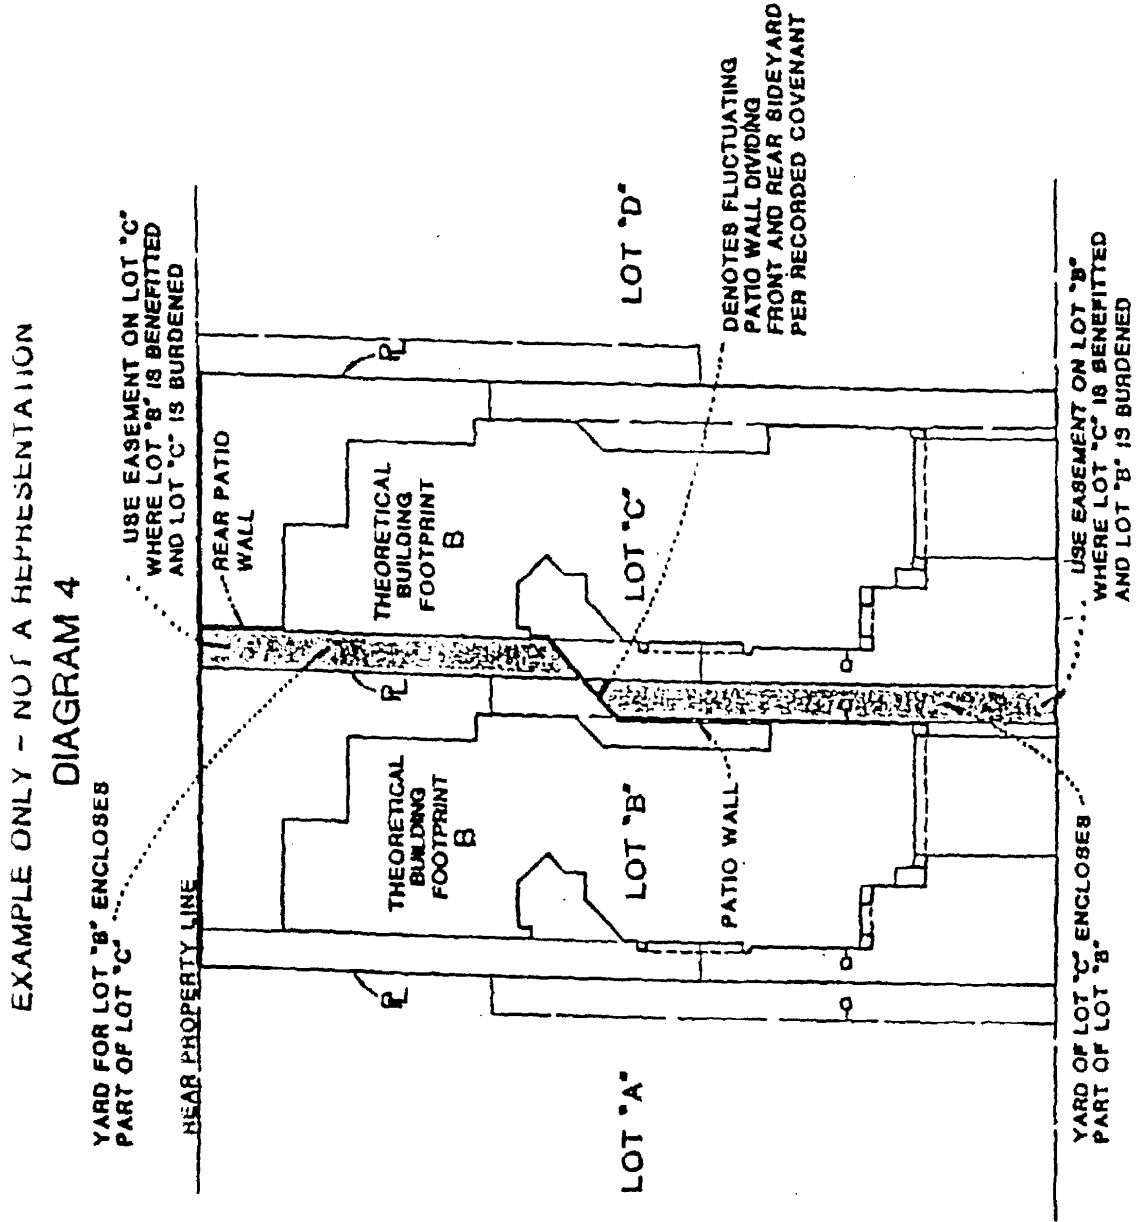 EXAMPLE ONLY - NOT A REPRESENTATION
DIAGRAM 4
YARD FOR LOT "B" ENCLOSES
PART OF LOT "C"
USE EASEMENT ON LOT "C"
WHERE LOT "B" IS BENEFITTED
AND LOT "C" IS BURDENED
REAR PROPERTY LINE
REAR PATIO
WALL
PL
PL
PL
THEORETICAL
BUILDING
FOOTPRINT
B
THEORETICAL
BUILDING
FOOTPRINT
B
LOT "A"
LOT "B"
LOT "C"
LOT "D"
PATIO WALL
DENOTES FLUCTUATING
PATIO WALL DIVIDING
FRONT AND REAR SIDEYARD
PER RECORDED COVENANT
YARD OF LOT "C" ENCLOSES
PART OF LOT "B"
USE EASEMENT ON LOT "B"
WHERE LOT "C" IS BENEFITTED
AND LOT "B" IS BURDENED